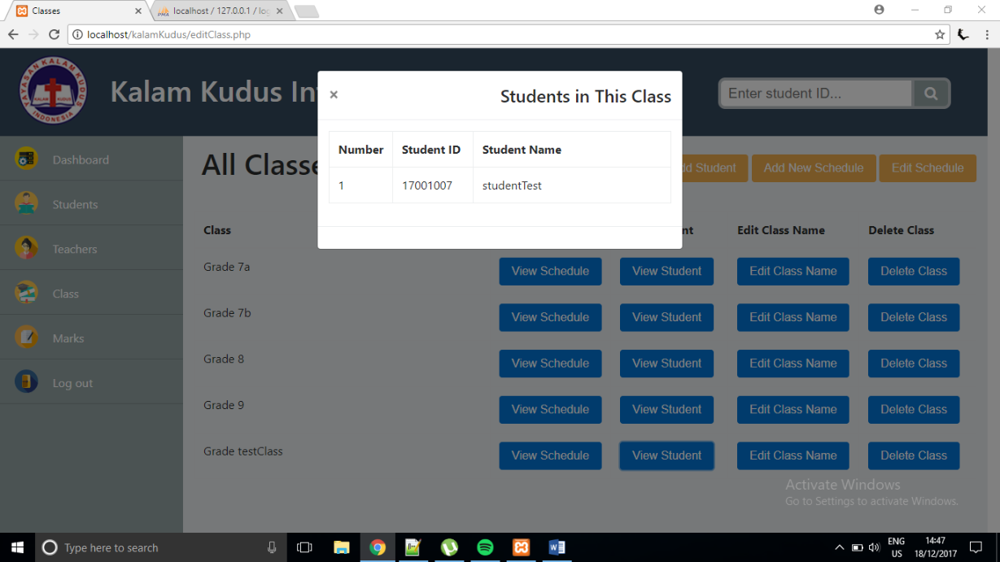 Classes
localhost / 127.0.0.1 / log
localhost/kalamKudus/editClass.php
YAYASAN KALAM KUDUS
KALAM KUDUS
INDONESIA
Kalam Kudus In
Enter student ID...
×
Students in This Class
Number Student ID Student Name
1 17001007 studentTest
Dashboard
Students
Teachers
Class
Marks
Log out
All Classe
dd Student
Add New Schedule
Edit Schedule
Class nt Edit Class Name Delete Class
Grade 7a View Schedule View Student Edit Class Name Delete Class
Grade 7b View Schedule View Student Edit Class Name Delete Class
Grade 8 View Schedule View Student Edit Class Name Delete Class
Grade 9 View Schedule View Student Edit Class Name Delete Class
Grade testClass View Schedule View Student Edit Class Name Delete Class
Activate Windows
Go to Settings to activate Windows.
Type here to search
ENG
US
14:47
18/12/2017